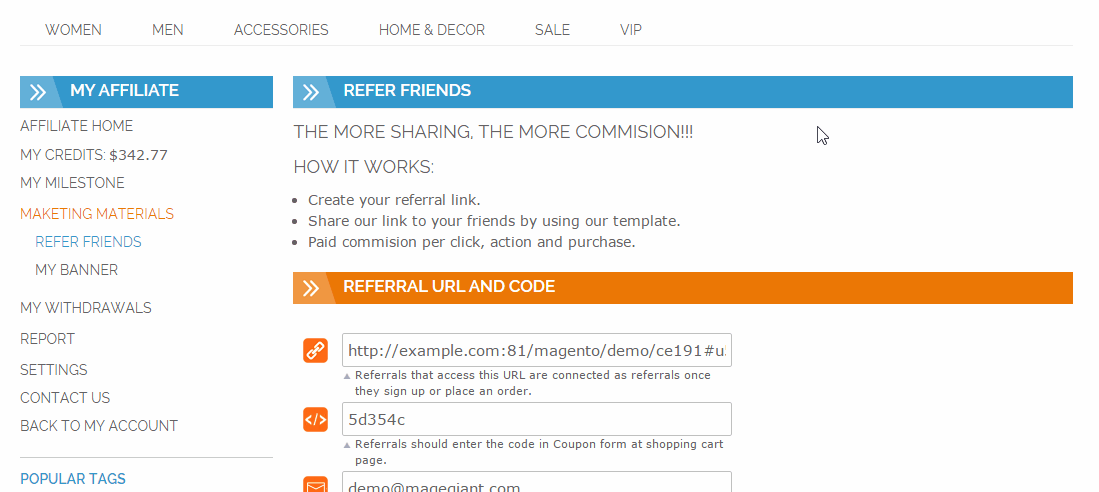 WOMEN MEN ACCESSORIES HOME & DECOR SALE VIP
MY AFFILIATE
AFFILIATE HOME
MY CREDITS: $342.77
MY MILESTONE
MAKETING MATERIALS
REFER FRIENDS
MY BANNER
MY WITHDRAWALS
REPORT
SETTINGS
CONTACT US
BACK TO MY ACCOUNT
POPULAR TAGS
REFER FRIENDS
THE MORE SHARING, THE MORE COMMISION!!!
HOW IT WORKS:
Create your referral link.
Share our link to your friends by using our template.
Paid commision per click, action and purchase.
REFERRAL URL AND CODE
http://example.com:81/magento/demo/ce191#u
Referrals that access this URL are connected as referrals once
they sign up or place an order.
5d354c
Referrals should enter the code in Coupon form at shopping cart
page.
demo@magegiant.com